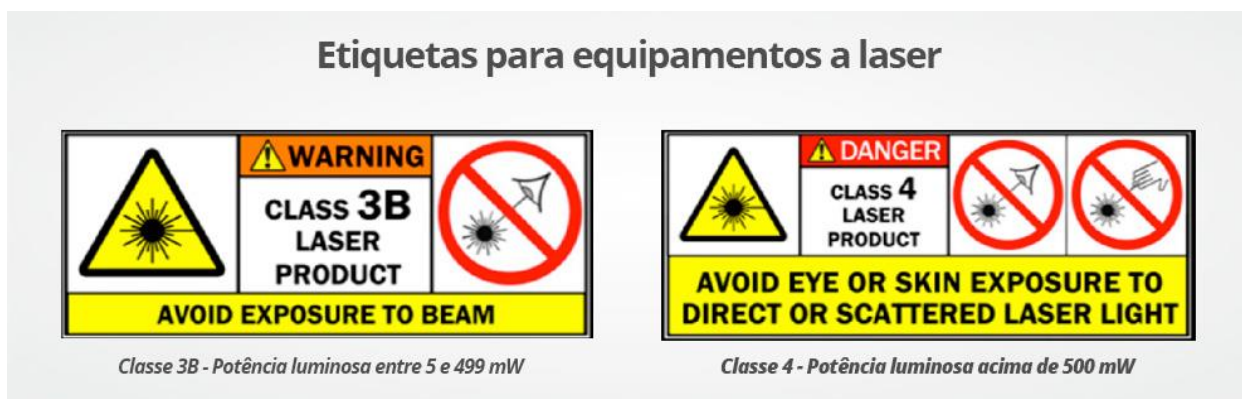 Etiquetas para equipamentos a laser
WARNING
CLASS 3B
LASER
PRODUCT
AVOID EXPOSURE TO BEAM
Classe 3B - Potência luminosa entre 5 e 499 mW
DANGER
CLASS 4
LASER
PRODUCT
AVOID EYE OR SKIN EXPOSURE TO
DIRECT OR SCATTERED LASER LIGHT
Classe 4 - Potência luminosa acima de 500 mW